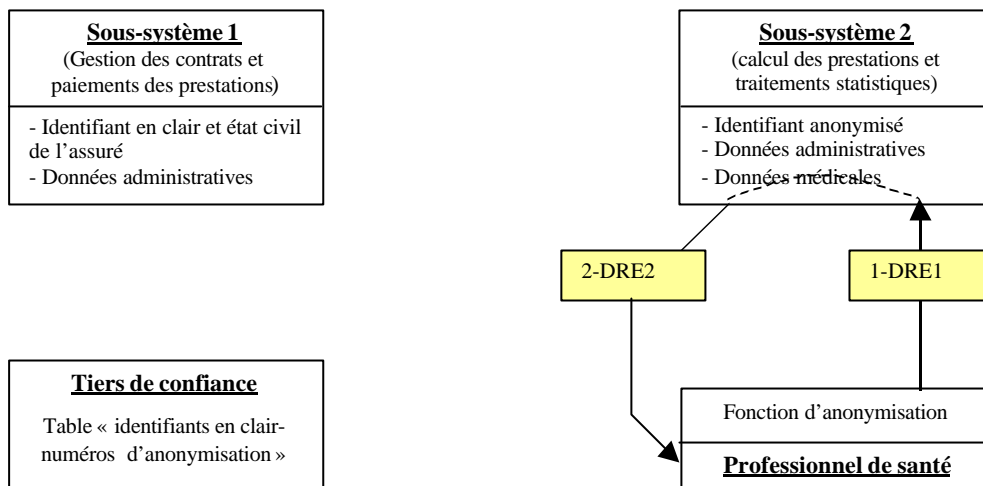 Sous-système 1
(Gestion des contrats et
paiements des prestations)
- Identifiant en clair et état civil
de l’assuré
- Données administratives
Sous-système 2
(calcul des prestations et
traitements statistiques)
- Identifiant anonymisé
- Données administratives
- Données médicales
2-DRE2
1-DRE1
Tiers de confiance
Table « identifiants en clair-
numéros d’anonymisation »
Fonction d’anonymisation
Professionnel de santé